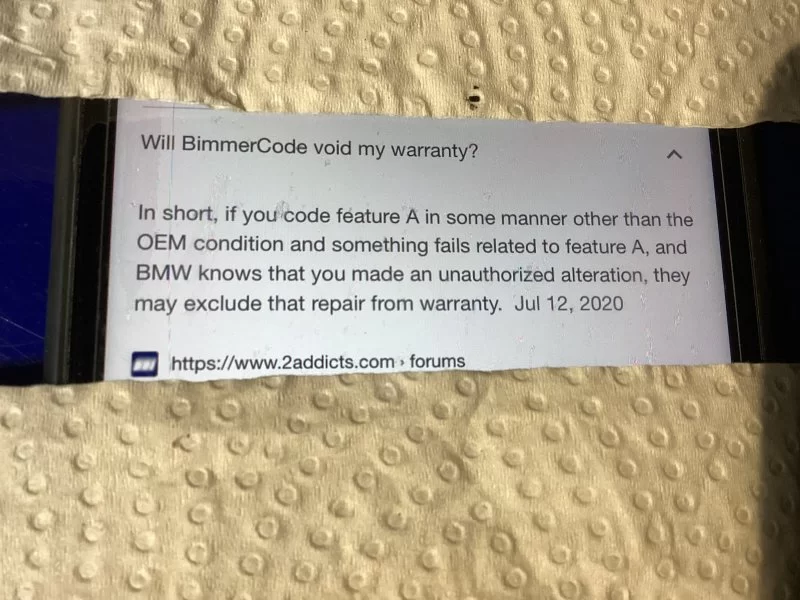 Will BimmerCode void my warranty?
In short, if you code feature A in some manner other than the
OEM condition and something fails related to feature A, and
BMW knows that you made an unauthorized alteration, they
may exclude that repair from warranty. Jul 12, 2020
https://www.2addicts.com › forums